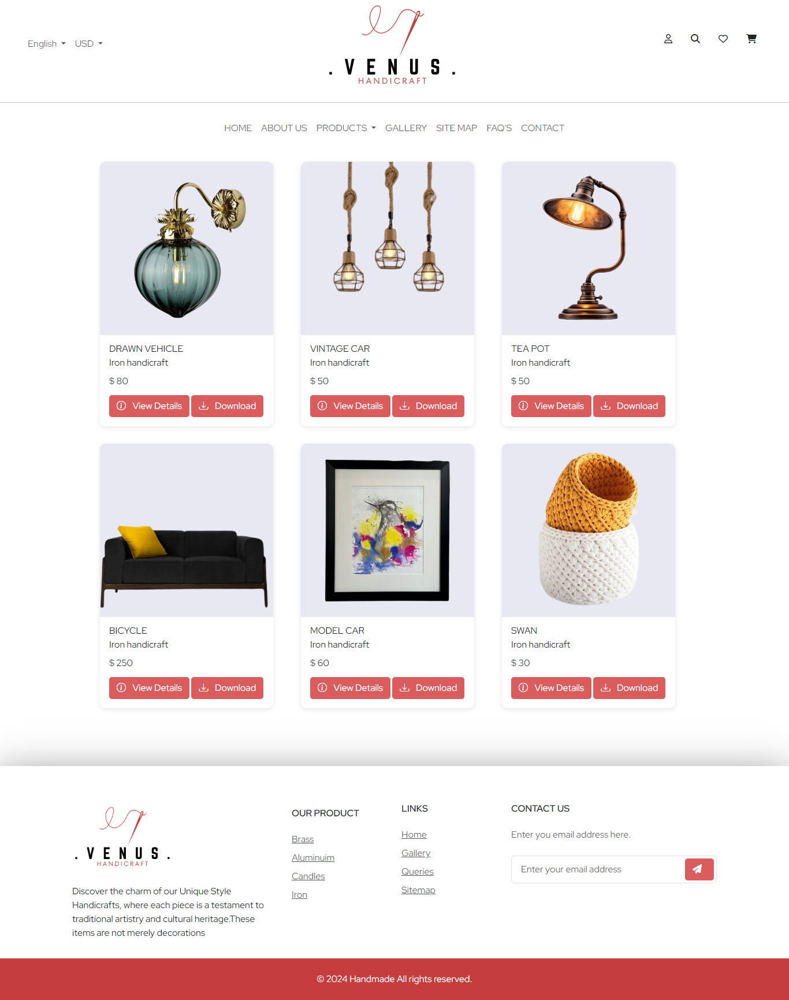 English USD
. VENUS .
HANDICRAFT
HOME ABOUT US PRODUCTS GALLERY SITE MAP FAQ'S CONTACT
DRAWN VEHICLE
Iron handicraft
$ 80
View Details Download
VINTAGE CAR
Iron handicraft
$ 50
View Details Download
TEA POT
Iron handicraft
$ 50
View Details Download
BICYCLE
Iron handicraft
$ 250
View Details Download
MODEL CAR
Iron handicraft
$ 60
View Details Download
SWAN
Iron handicraft
$ 30
View Details Download
. VENUS .
HANDICRAFT
Discover the charm of our Unique Style
Handicrafts, where each piece is a testament to
traditional artistry and cultural heritage.These
items are not merely decorations
OUR PRODUCT
Brass
Aluminuim
Candles
Iron
LINKS
Home
Gallery
Queries
Sitemap
CONTACT US
Enter you email address here.
Enter your email address
© 2024 Handmade All rights reserved.